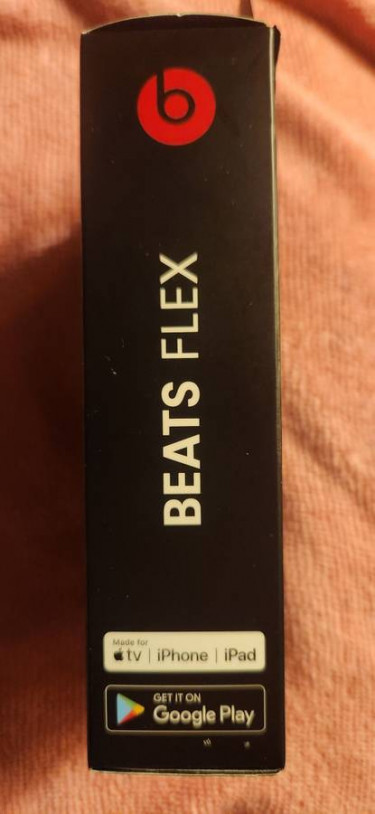 b
BEATS FLEX
Made for
tv | iPhone | iPad
GET IT ON
Google Play